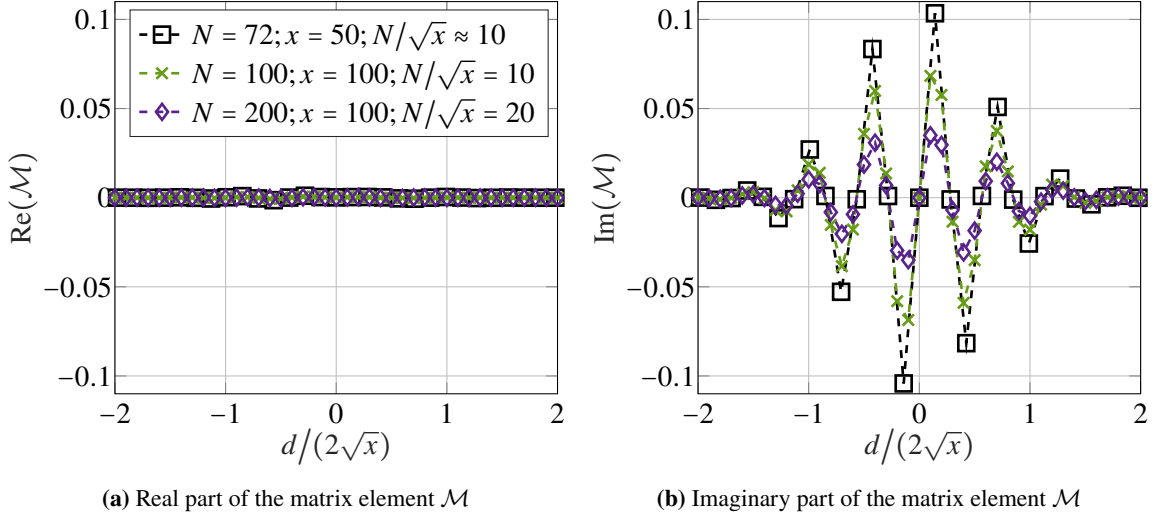 0.1
0.05
0
−0.05
−0.1
Re(ℳ)
N = 72; x = 50; N/√x ≈ 10
N = 100; x = 100; N/√x = 10
N = 200; x = 100; N/√x = 20
−2 −1 0 1 2
d/(2√x)
(a) Real part of the matrix element ℳ
0.1
0.05
0
−0.05
−0.1
Im(ℳ)
−2 −1 0 1 2
d/(2√x)
(b) Imaginary part of the matrix element ℳ